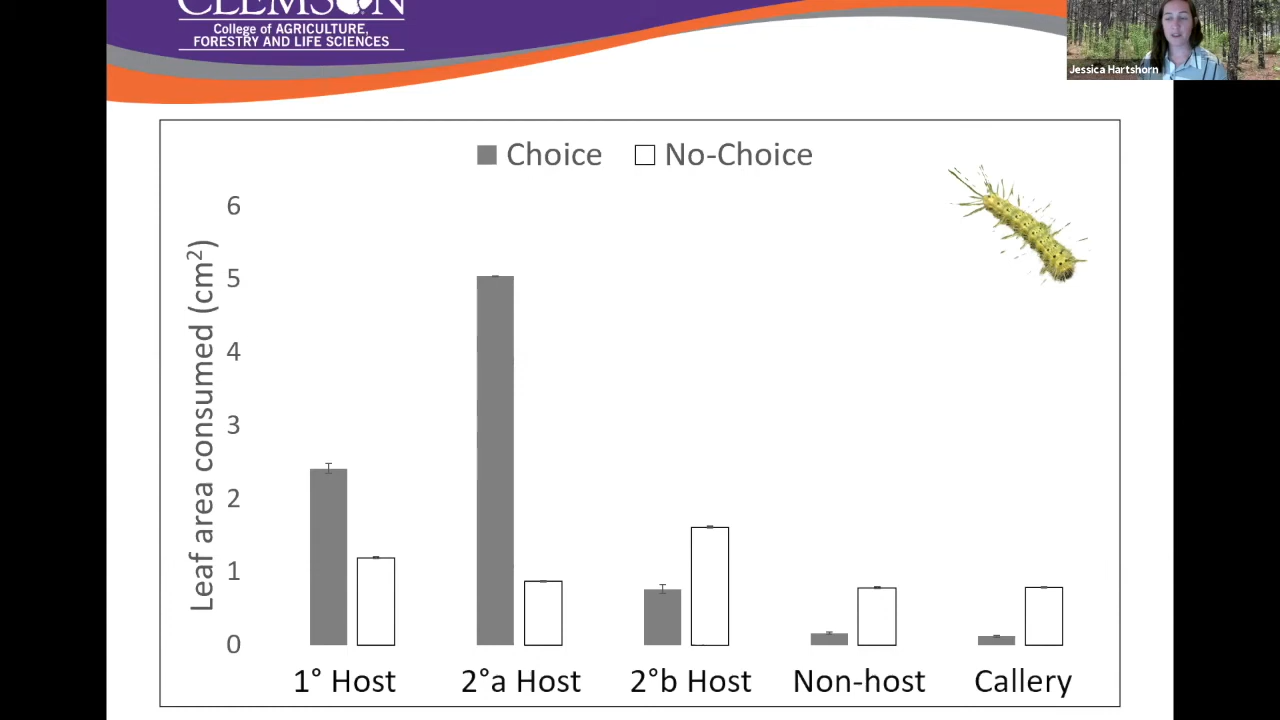 CLEMSON
College of AGRICULTURE,
FORESTRY AND LIFE SCIENCES
Jessica Hartshorn
Choice No-Choice
Leaf area consumed (cm²)
6
5
4
3
2
1
0
1° Host 2°a Host 2°b Host Non-host Callery